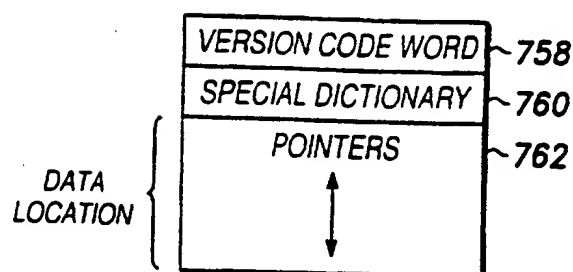 VERSION CODE WORD ~758
SPECIAL DICTIONARY ~760
POINTERS ~762
DATA
LOCATION